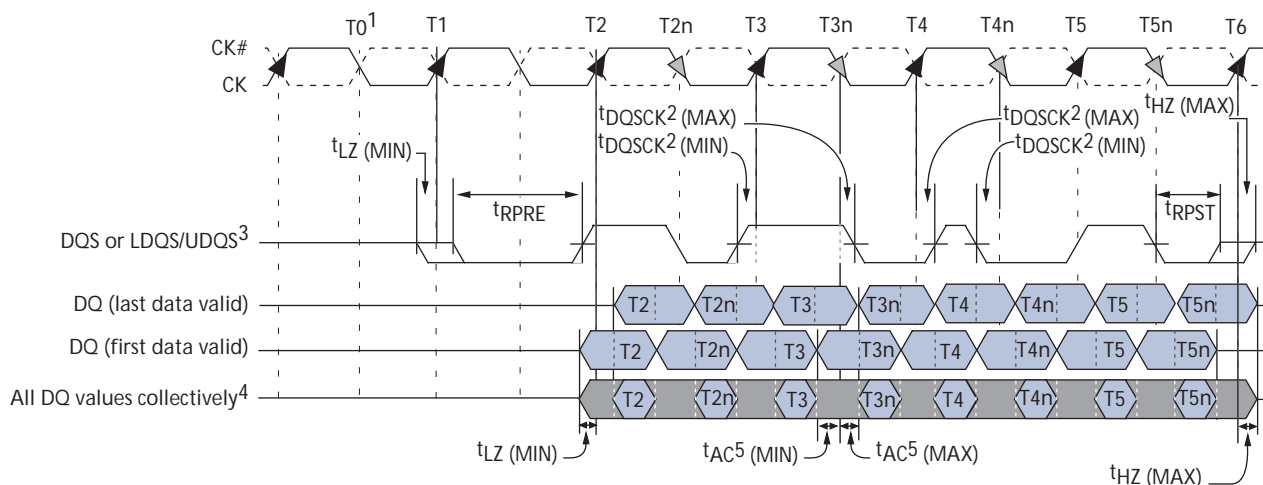 T0¹ T1 T2 T2n T3 T3n T4 T4n T5 T5n T6
CK#
CK
tDQSCK² (MAX) tDQSCK² (MAX) tHZ (MAX)
tDQSCK² (MIN) tDQSCK² (MIN)
tLZ (MIN)
tRPRE tRPST
DQS or LDQS/UDQS³
DQ (last data valid) T2 T2n T3 T3n T4 T4n T5 T5n
DQ (first data valid) T2 T2n T3 T3n T4 T4n T5 T5n
All DQ values collectively⁴ T2 T2n T3 T3n T4 T4n T5 T5n
tLZ (MIN) tAC⁵ (MIN) tAC⁵ (MAX)
tHZ (MAX)